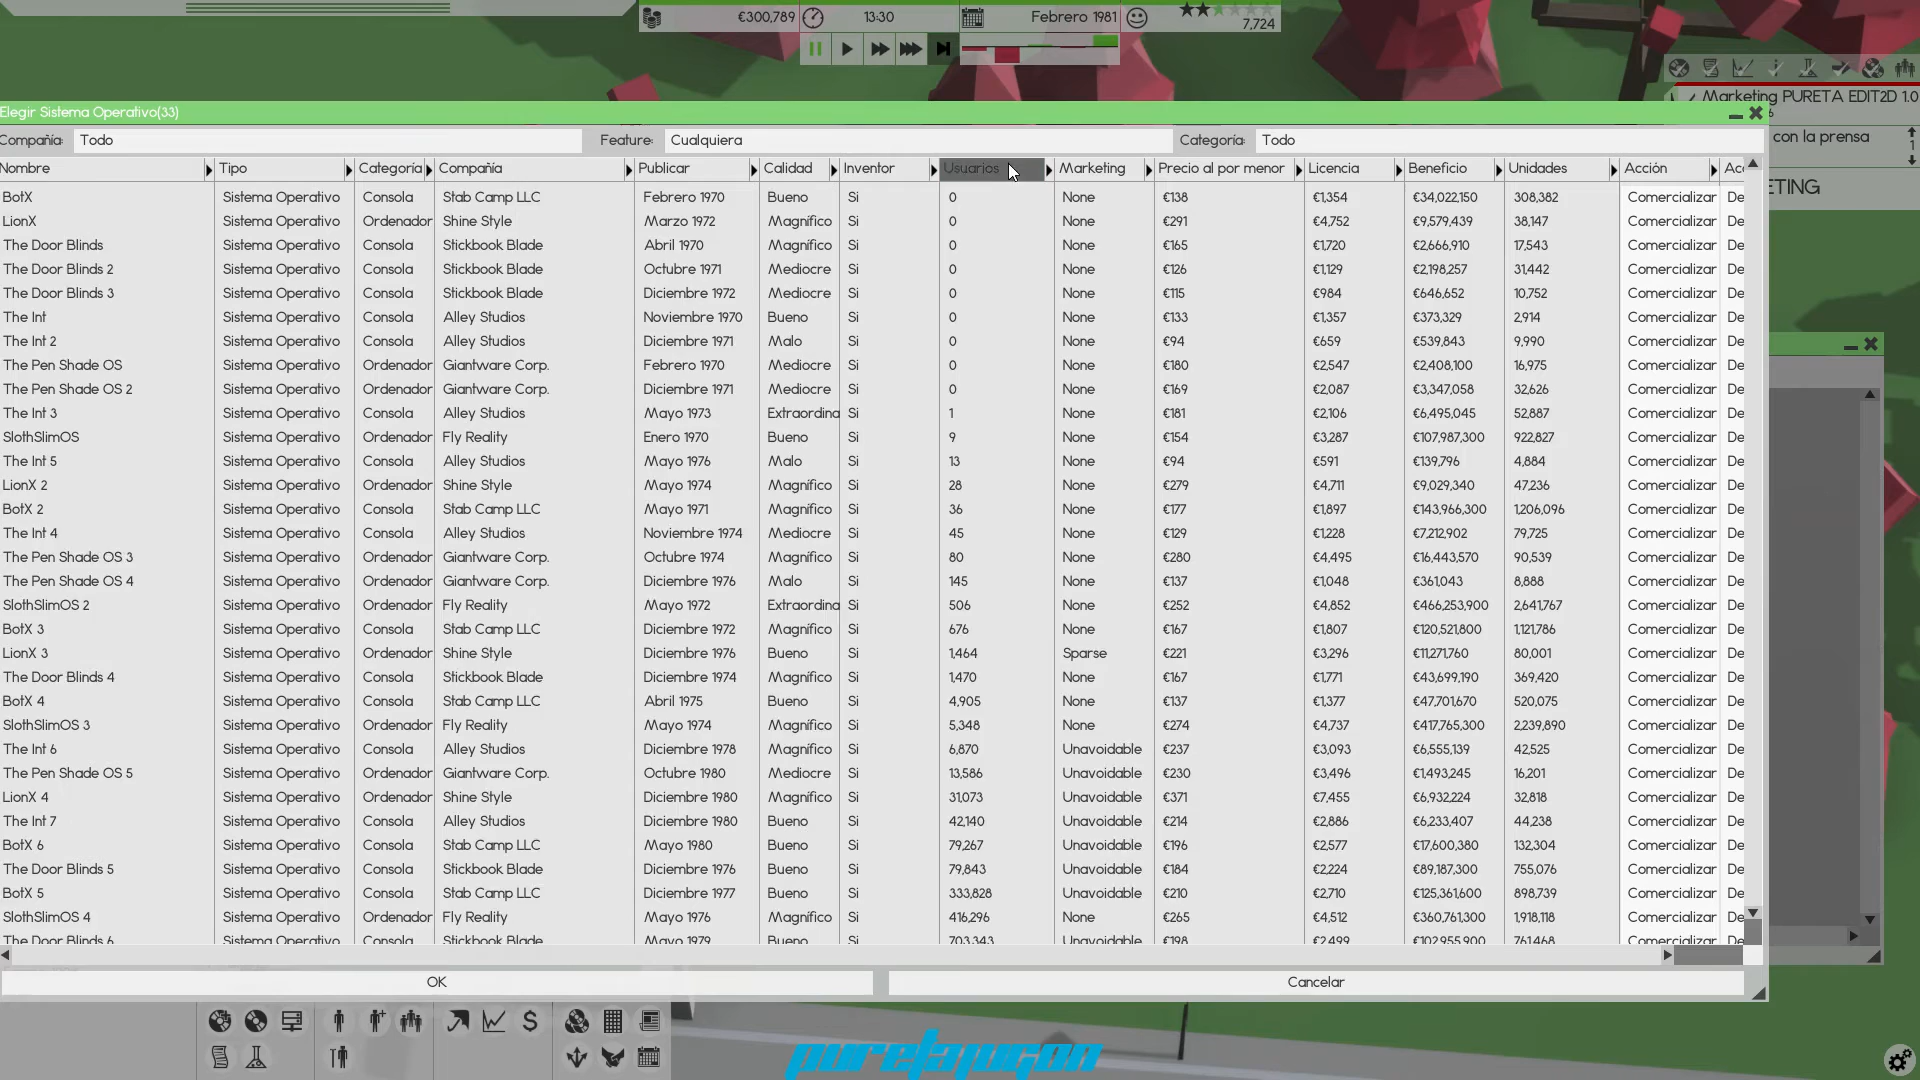 €300,789 13:30 Febrero 1981 7,724
Marketing PURETA EDIT2D 1.0
Elegir Sistema Operativo(33)
Compañía: Todo Feature: Cualquiera Categoría: Todo
con la prensa
1
Nombre Tipo Categoría Compañía Publicar Calidad Inventor Usuarios Marketing Precio al por menor Licencia Beneficio Unidades Acción Acc
ETING
BotX Sistema Operativo Consola Stab Camp LLC Febrero 1970 Bueno Si 0 None €138 €1,354 €34,022,150 308,382 Comercializar De
LionX Sistema Operativo Ordenador Shine Style Marzo 1972 Magnífico Si 0 None €291 €4,752 €9,579,439 38,147 Comercializar De
The Door Blinds Sistema Operativo Consola Stickbook Blade Abril 1970 Magnífico Si 0 None €165 €1,720 €2,666,910 17,543 Comercializar De
The Door Blinds 2 Sistema Operativo Consola Stickbook Blade Octubre 1971 Mediocre Si 0 None €126 €1,129 €2,198,257 31,442 Comercializar De
The Door Blinds 3 Sistema Operativo Consola Stickbook Blade Diciembre 1972 Mediocre Si 0 None €115 €984 €646,652 10,752 Comercializar De
The Int Sistema Operativo Consola Alley Studios Noviembre 1970 Bueno Si 0 None €133 €1,357 €373,329 2,914 Comercializar De
The Int 2 Sistema Operativo Consola Alley Studios Diciembre 1971 Malo Si 0 None €94 €659 €539,843 9,990 Comercializar De
The Pen Shade OS Sistema Operativo Ordenador Giantware Corp. Febrero 1970 Mediocre Si 0 None €180 €2,547 €2,408,100 16,975 Comercializar De
The Pen Shade OS 2 Sistema Operativo Ordenador Giantware Corp. Diciembre 1971 Mediocre Si 0 None €169 €2,087 €3,347,058 32,626 Comercializar De
The Int 3 Sistema Operativo Consola Alley Studios Mayo 1973 Extraordina Si 1 None €181 €2,106 €6,495,045 52,887 Comercializar De
SlothSlimOS Sistema Operativo Ordenador Fly Reality Enero 1970 Bueno Si 9 None €154 €3,287 €107,987,300 922,827 Comercializar De
The Int 5 Sistema Operativo Consola Alley Studios Mayo 1976 Malo Si 13 None €94 €591 €139,796 4,884 Comercializar De
LionX 2 Sistema Operativo Ordenador Shine Style Mayo 1974 Magnífico Si 28 None €279 €4,711 €9,029,340 47,236 Comercializar De
BotX 2 Sistema Operativo Consola Stab Camp LLC Mayo 1971 Magnífico Si 36 None €177 €1,897 €143,966,300 1,206,096 Comercializar De
The Int 4 Sistema Operativo Consola Alley Studios Noviembre 1974 Mediocre Si 45 None €129 €1,228 €7,212,902 79,725 Comercializar De
The Pen Shade OS 3 Sistema Operativo Ordenador Giantware Corp. Octubre 1974 Magnífico Si 80 None €280 €4,495 €16,443,570 90,539 Comercializar De
The Pen Shade OS 4 Sistema Operativo Ordenador Giantware Corp. Diciembre 1976 Malo Si 145 None €137 €1,048 €361,043 8,888 Comercializar De
SlothSlimOS 2 Sistema Operativo Ordenador Fly Reality Mayo 1972 Extraordina Si 506 None €252 €4,852 €466,253,900 2,641,767 Comercializar De
BotX 3 Sistema Operativo Consola Stab Camp LLC Diciembre 1972 Magnífico Si 676 None €167 €1,807 €120,521,800 1,121,786 Comercializar De
LionX 3 Sistema Operativo Ordenador Shine Style Diciembre 1976 Bueno Si 1,464 Sparse €221 €3,296 €11,271,760 80,001 Comercializar De
The Door Blinds 4 Sistema Operativo Consola Stickbook Blade Diciembre 1974 Magnífico Si 1,470 None €167 €1,771 €43,699,190 369,420 Comercializar De
BotX 4 Sistema Operativo Consola Stab Camp LLC Abril 1975 Bueno Si 4,905 None €137 €1,377 €47,701,670 520,075 Comercializar De
SlothSlimOS 3 Sistema Operativo Ordenador Fly Reality Mayo 1974 Magnífico Si 5,348 None €274 €4,737 €417,765,300 2,239,890 Comercializar De
The Int 6 Sistema Operativo Consola Alley Studios Diciembre 1978 Magnífico Si 6,870 Unavoidable €237 €3,093 €6,555,139 42,525 Comercializar De
The Pen Shade OS 5 Sistema Operativo Ordenador Giantware Corp. Octubre 1980 Mediocre Si 13,586 Unavoidable €230 €3,496 €1,493,245 16,201 Comercializar De
LionX 4 Sistema Operativo Ordenador Shine Style Diciembre 1980 Magnífico Si 31,073 Unavoidable €371 €7,455 €6,932,224 32,818 Comercializar De
The Int 7 Sistema Operativo Consola Alley Studios Diciembre 1980 Bueno Si 42,140 Unavoidable €214 €2,886 €6,233,407 44,238 Comercializar De
BotX 6 Sistema Operativo Consola Stab Camp LLC Mayo 1980 Bueno Si 79,267 Unavoidable €196 €2,577 €17,600,380 132,304 Comercializar De
The Door Blinds 5 Sistema Operativo Consola Stickbook Blade Diciembre 1976 Bueno Si 79,843 Unavoidable €184 €2,224 €89,187,300 755,076 Comercializar De
BotX 5 Sistema Operativo Consola Stab Camp LLC Diciembre 1977 Bueno Si 333,828 Unavoidable €210 €2,710 €125,361,600 898,739 Comercializar De
SlothSlimOS 4 Sistema Operativo Ordenador Fly Reality Mayo 1976 Magnífico Si 416,296 None €265 €4,512 €360,761,300 1,918,118 Comercializar De
The Door Blinds 6 Sistema Operativo Consola Stickbook Blade Mayo 1979 Bueno Si 703,343 Unavoidable €198 €2,499 €102,955,900 761,468 Comercializar De
OK Cancelar
puretajugon